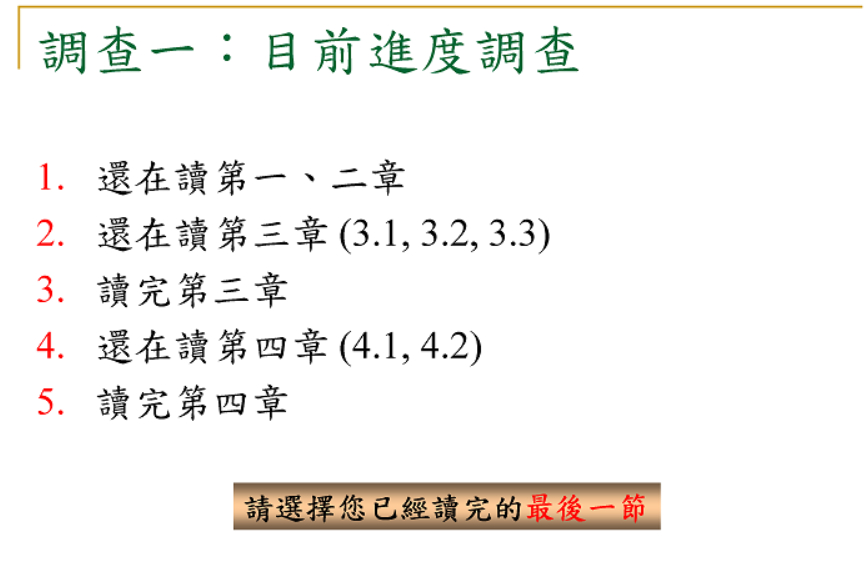 調查一：目前進度調查
1. 還在讀第一、二章
2. 還在讀第三章 (3.1, 3.2, 3.3)
3. 讀完第三章
4. 還在讀第四章 (4.1, 4.2)
5. 讀完第四章
請選擇您已經讀完的最後一節